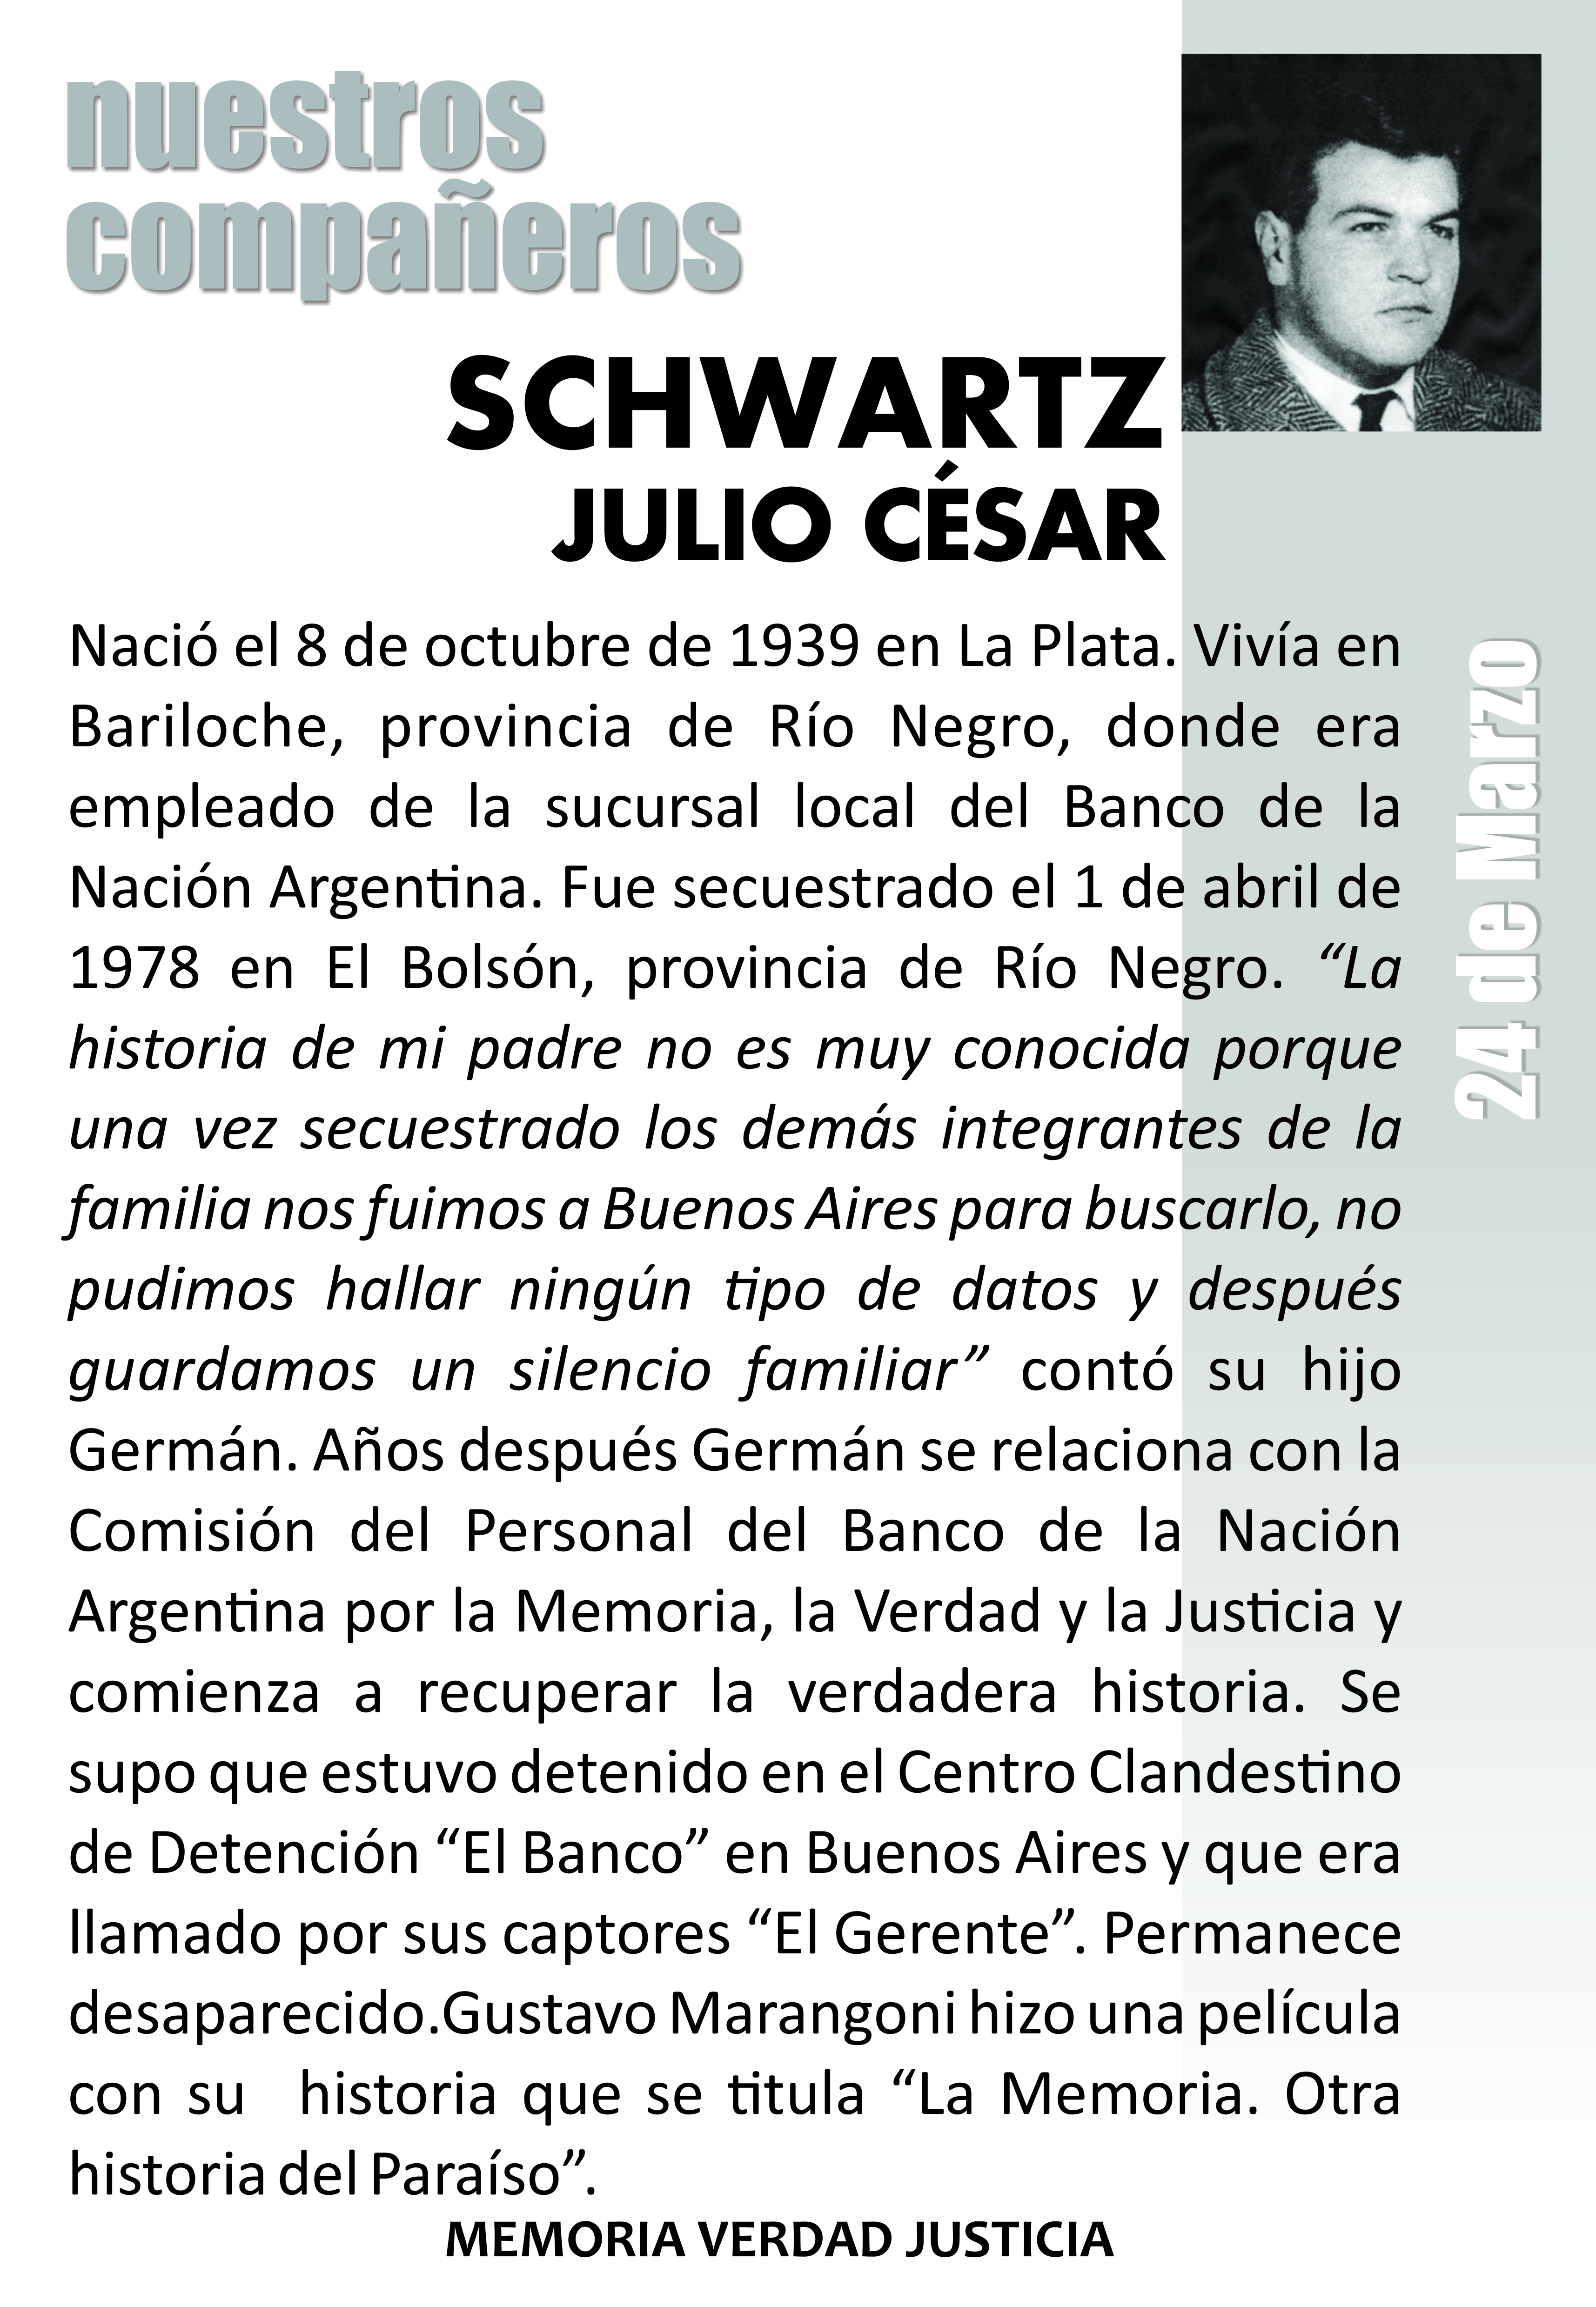 nuestros
compañeros
SCHWARTZ
JULIO CÉSAR
Nació el 8 de octubre de 1939 en La Plata. Vivía en
Bariloche, provincia de Río Negro, donde era
empleado de la sucursal local del Banco de la
Nación Argentina. Fue secuestrado el 1 de abril de
1978 en El Bolsón, provincia de Río Negro. “La
historia de mi padre no es muy conocida porque
una vez secuestrado los demás integrantes de la
familia nos fuimos a Buenos Aires para buscarlo, no
pudimos hallar ningún tipo de datos y después
guardamos un silencio familiar” contó su hijo
Germán. Años después Germán se relaciona con la
Comisión del Personal del Banco de la Nación
Argentina por la Memoria, la Verdad y la Justicia y
comienza a recuperar la verdadera historia. Se
supo que estuvo detenido en el Centro Clandestino
de Detención “El Banco” en Buenos Aires y que era
llamado por sus captores “El Gerente”. Permanece
desaparecido.Gustavo Marangoni hizo una película
con su historia que se titula “La Memoria. Otra
historia del Paraíso”.
MEMORIA VERDAD JUSTICIA
24 de Marzo